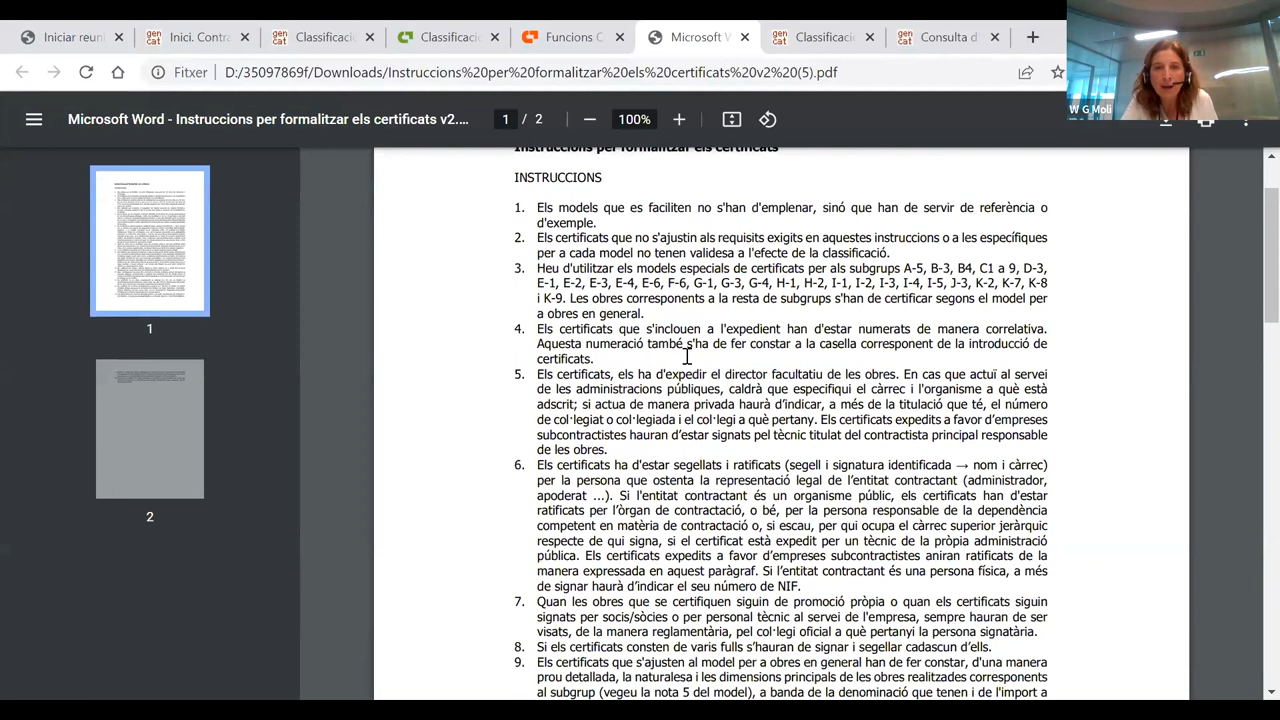 Iniciar reuni
Inici. Contra
Classificació
Classificació
Funcions C
Microsoft W
Classificació
Consulta d
Fitxer
D:/35097869f/Downloads/Instruccions%20per%20formalitzar%20els%20certificats%20v2%20(5).pdf
W G Moli
Microsoft Word - Instruccions per formalitzar els certificats v2....
1 / 2
100%
1
2
Instruccions per formalitzar els certificats
INSTRUCCIONS
1. Els models que es faciliten no s'han d'emplenar, sinó que han de servir de referència o
d'exemple.
2. Els certificats que no s'ajustin als requisits exigits en aquestes instruccions o a les específiques
per a cada model no tenen validesa a l'efecte de la classificació.
3. Heu d'utilitzar els models especials de certificats per als subgrups A-5, B-3, B4, C1 a 9, D-3,
E-1, E-2, E-3, E-4, E-6, F-6, G-1, G-3, G-4, H-1, H-2, I-1, I-2, I-3, I-4, I-5, J-3, K-2, K-7, K-8
i K-9. Les obres corresponents a la resta de subgrups s'han de certificar segons el model per
a obres en general.
4. Els certificats que s'inclouen a l'expedient han d'estar numerats de manera correlativa.
Aquesta numeració també s'ha de fer constar a la casella corresponent de la introducció de
certificats.
5. Els certificats, els ha d'expedir el director facultatiu de les obres. En cas que actuï al servei
de les administracions públiques, caldrà que especifiqui el càrrec i l'organisme a què està
adscrit; si actua de manera privada haurà d'indicar, a més de la titulació que té, el número
de col·legiat o col·legiada i el col·legi a què pertany. Els certificats expedits a favor d'empreses
subcontractistes hauran d'estar signats pel tècnic titulat del contractista principal responsable
de les obres.
6. Els certificats ha d'estar segellats i ratificats (segell i signatura identificada → nom i càrrec)
per la persona que ostenta la representació legal de l'entitat contractant (administrador,
apoderat ...). Si l'entitat contractant és un organisme públic, els certificats han d'estar
ratificats per l'òrgan de contractació, o bé, per la persona responsable de la dependència
competent en matèria de contractació o, si escau, per qui ocupa el càrrec superior jeràrquic
respecte de qui signa, si el certificat està expedit per un tècnic de la pròpia administració
pública. Els certificats expedits a favor d'empreses subcontractistes aniran ratificats de la
manera expressada en aquest paràgraf. Si l'entitat contractant és una persona física, a més
de signar haurà d'indicar el seu número de NIF.
7. Quan les obres que se certifiquen siguin de promoció pròpia o quan els certificats siguin
signats per socis/sòcies o per personal tècnic al servei de l'empresa, sempre hauran de ser
visats, de la manera reglamentària, pel col·legi oficial a què pertanyi la persona signatària.
8. Si els certificats consten de varis fulls s'hauran de signar i segellar cadascun d'ells.
9. Els certificats que s'ajusten al model per a obres en general han de fer constar, d'una manera
prou detallada, la naturalesa i les dimensions principals de les obres realitzades corresponents
al subgrup (vegeu la nota 5 del model), a banda de la denominació que tenen i de l'import a